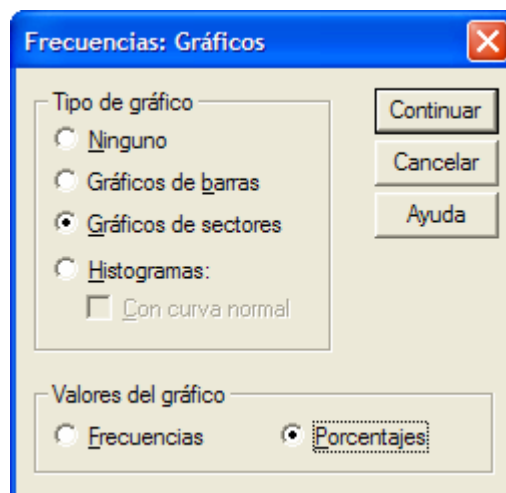 Frecuencias: Gráficos
Tipo de gráfico
Ninguno
Gráficos de barras
Gráficos de sectores
Histogramas:
Con curva normal
Continuar
Cancelar
Ayuda
Valores del gráfico
Frecuencias
Porcentajes